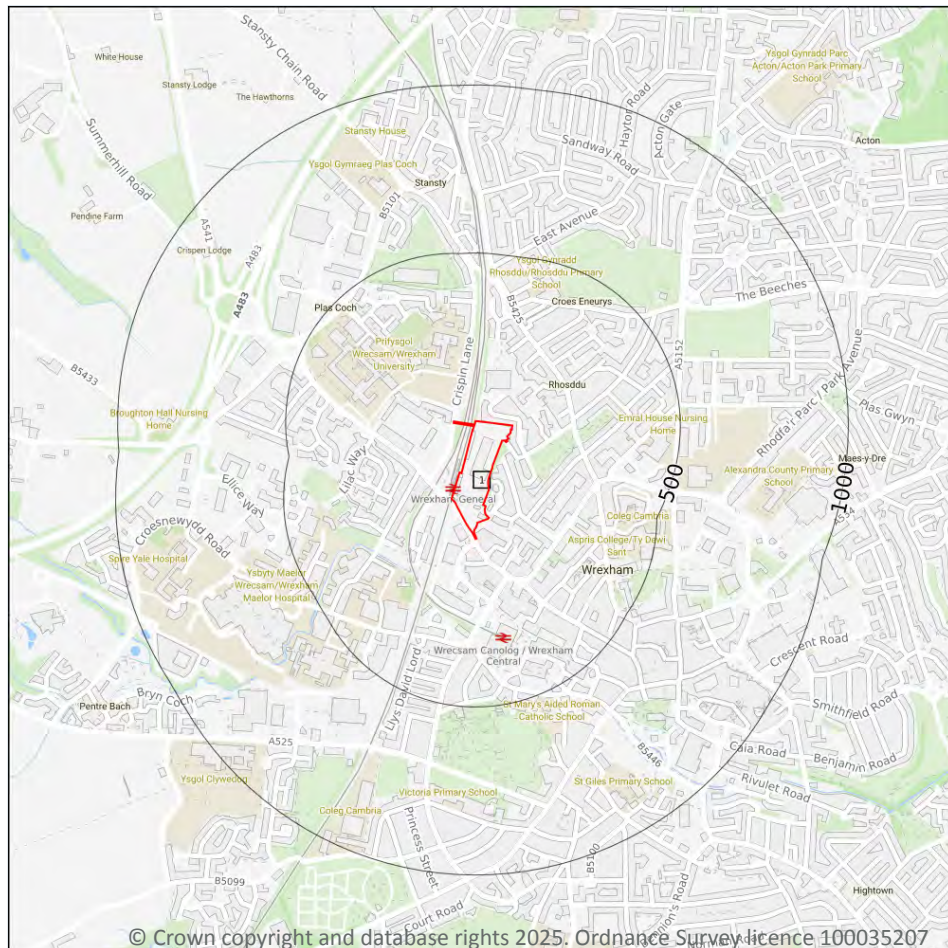 White House
Stansty Chain Road
Stansty Lodge
The Hawthorns
Summerhill Road
Pendine Farm
Crispen Lodge
A541
A483
A483
Stansty House
Ysgol Gymraeg Plas Coch
Stansty
B5101
Ysgol Gynradd Parc
Acton/Acton Park Primary
School
Hayton Road
Acton Gate
Sandway Road
Acton
East Avenue
Ysgol Gynradd
Rhosddu/Rhosddu Primary
School
Croes Eneurys
The Beeches
Plas Coch
B5425
A5152
Prifysgol
Wrecsam/Wrexham
University
Crispin Lane
B5433
Rhosddu
Rhodfa'r Parc / Park Avenue
Plas Gwyn
Broughton Hall Nursing
Home
Emral House Nursing
Home
Maes-y-Dre
Lilac Way
Ellice Way
1
Wrexham General
500
Alexandra County Primary
School
1000
Croesnewydd Road
Spire Yale Hospital
Coleg Cambria
Aspris College/Ty Dewi
Sant
Ysbyty Maelor
Wrecsam/Wrexham
Maelor Hospital
Wrexham
Wrecsam Canolog / Wrexham
Central
Crescent Road
Llys David Lord
Bryn Coch
Pentre Bach
St Mary's Aided Roman
Catholic School
Smithfield Road
A525
Caia Road
Benjamin Road
B5446
Rivulet Road
Ysgol Clywedog
St Giles Primary School
Victoria Primary School
Coleg Cambria
Princess Street
B5099
B5100
Hightown
Court Road
© Crown copyright and database rights 2025. Ordnance Survey licence 100035207